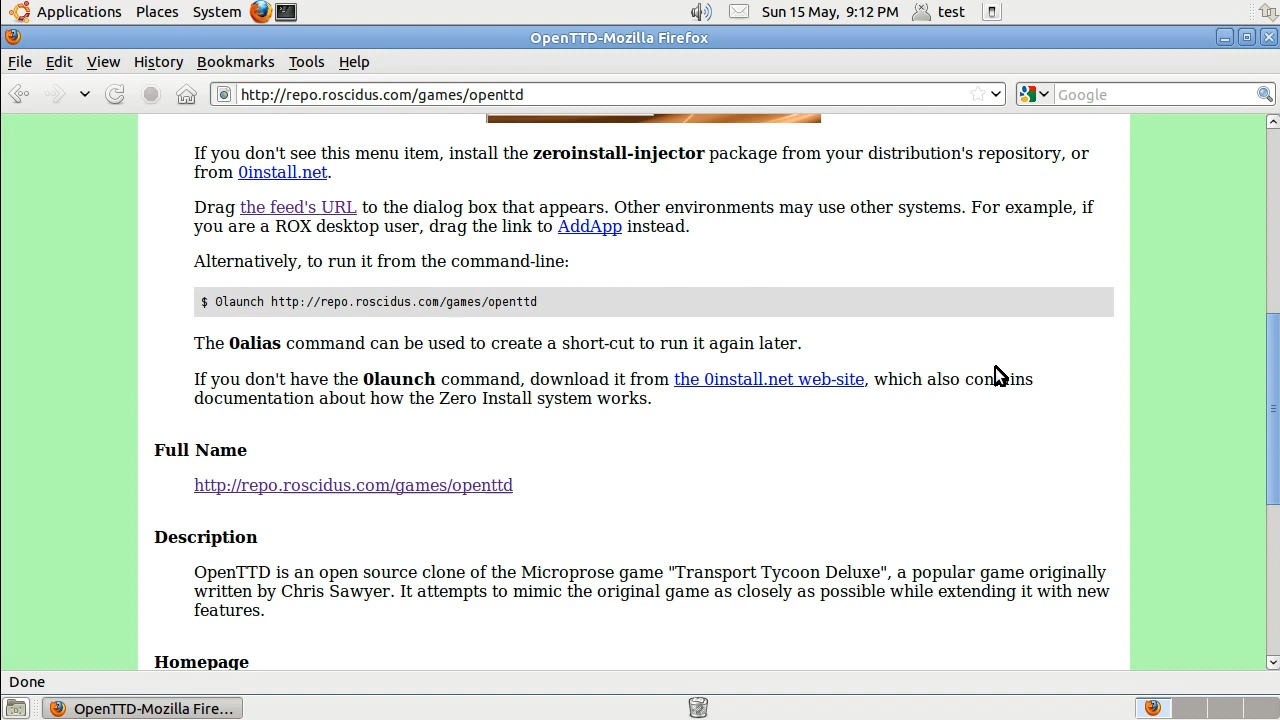 Applications Places System Sun 15 May, 9:12 PM test
OpenTTD-Mozilla Firefox
File Edit View History Bookmarks Tools Help
http://repo.roscidus.com/games/openttd Google
If you don't see this menu item, install the zeroinstall-injector package from your distribution's repository, or
from 0install.net.
Drag the feed's URL to the dialog box that appears. Other environments may use other systems. For example, if
you are a ROX desktop user, drag the link to AddApp instead.
Alternatively, to run it from the command-line:
$ 0launch http://repo.roscidus.com/games/openttd
The 0alias command can be used to create a short-cut to run it again later.
If you don't have the 0launch command, download it from the 0install.net web-site, which also contains
documentation about how the Zero Install system works.
Full Name
http://repo.roscidus.com/games/openttd
Description
OpenTTD is an open source clone of the Microprose game "Transport Tycoon Deluxe", a popular game originally
written by Chris Sawyer. It attempts to mimic the original game as closely as possible while extending it with new
features.
Homepage
Done
OpenTTD-Mozilla Fire...